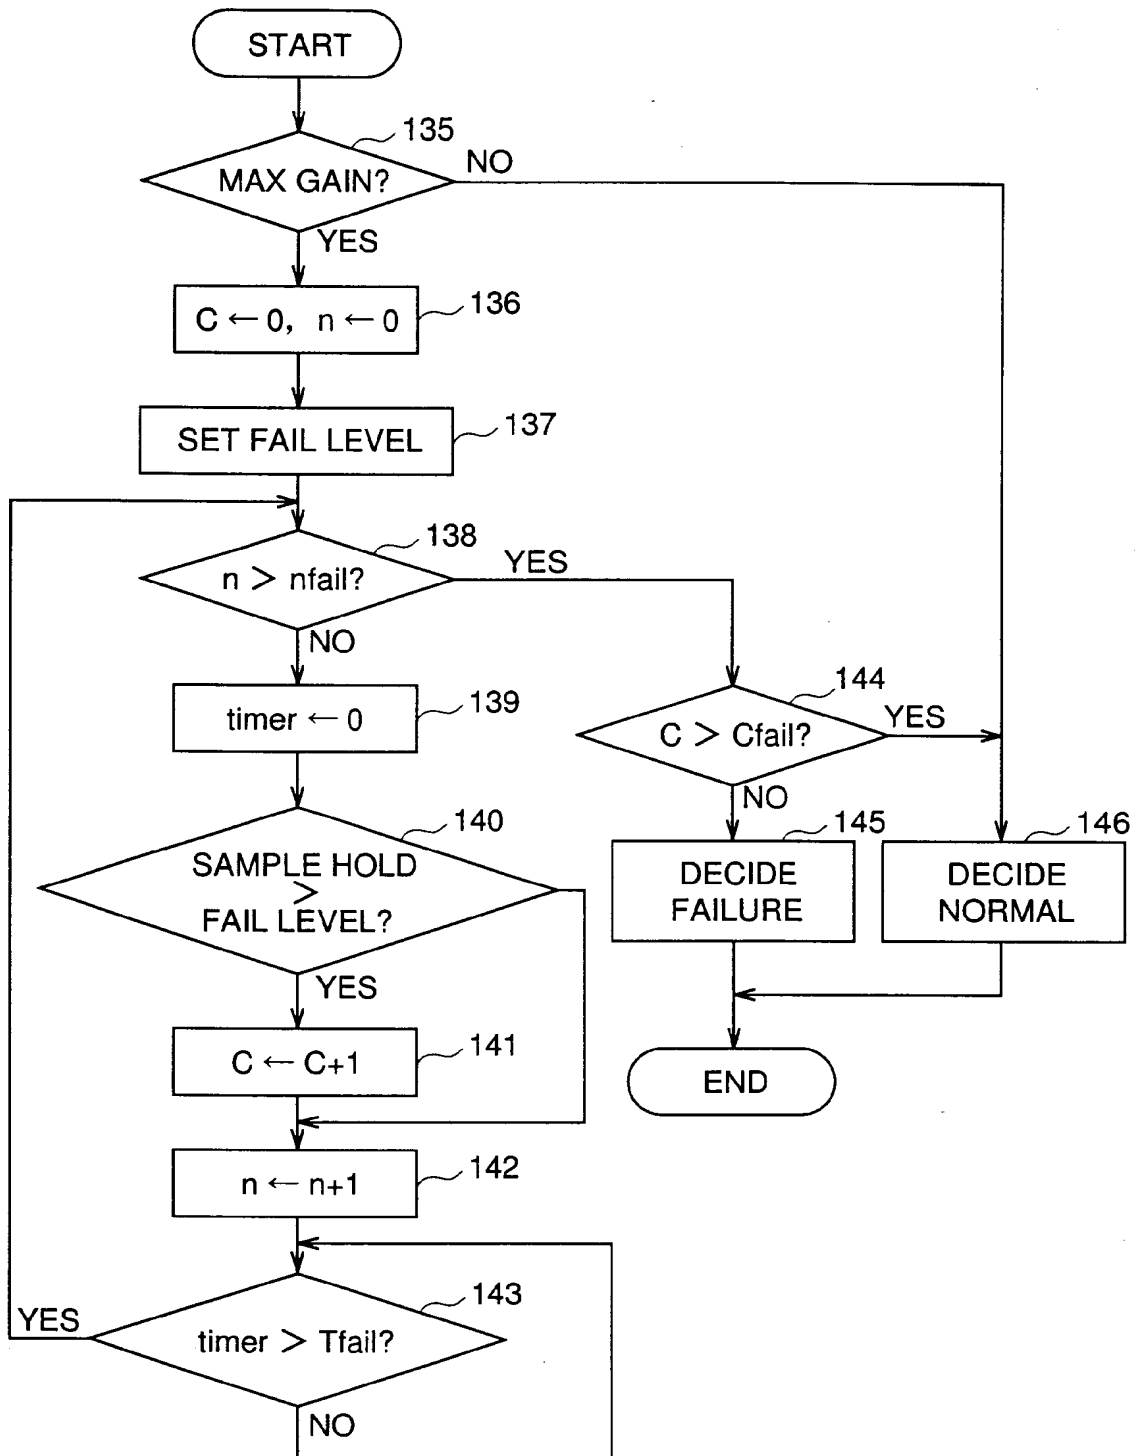 START
135
MAX GAIN?
NO
YES
C ← 0, n ← 0
136
SET FAIL LEVEL
137
138
n > nfail?
YES
NO
timer ← 0
139
144
C > Cfail?
YES
NO
140
SAMPLE HOLD
>
FAIL LEVEL?
YES
145
DECIDE
FAILURE
146
DECIDE
NORMAL
C ← C+1
141
END
n ← n+1
142
143
timer > Tfail?
YES
NO